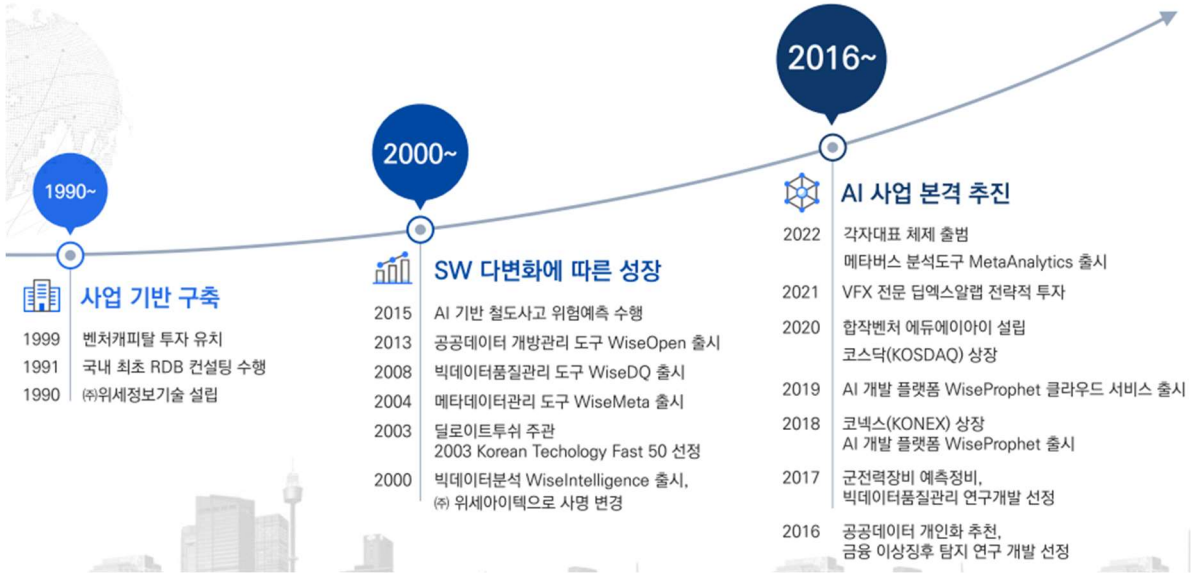 1990~
사업 기반 구축
1999 벤처캐피탈 투자 유치
1991 국내 최초 RDB 컨설팅 수행
1990 ㈜위세정보기술 설립
2000~
SW 다변화에 따른 성장
2015 AI 기반 철도사고 위험예측 수행
2013 공공데이터 개방관리 도구 WiseOpen 출시
2008 빅데이터품질관리 도구 WiseDQ 출시
2004 메타데이터관리 도구 WiseMeta 출시
2003 딜로이트투쉬 주관
2003 Korean Techology Fast 50 선정
2000 빅데이터분석 WiseIntelligence 출시,
㈜ 위세아이텍으로 사명 변경
2016~
AI 사업 본격 추진
2022 각자대표 체제 출범
메타버스 분석도구 MetaAnalytics 출시
2021 VFX 전문 딥엑스알랩 전략적 투자
2020 합작벤처 에듀에이아이 설립
코스닥(KOSDAQ) 상장
2019 AI 개발 플랫폼 WiseProphet 클라우드 서비스 출시
2018 코넥스(KONEX) 상장
AI 개발 플랫폼 WiseProphet 출시
2017 군전력장비 예측정비,
빅데이터품질관리 연구개발 선정
2016 공공데이터 개인화 추천,
금융 이상징후 탐지 연구 개발 선정